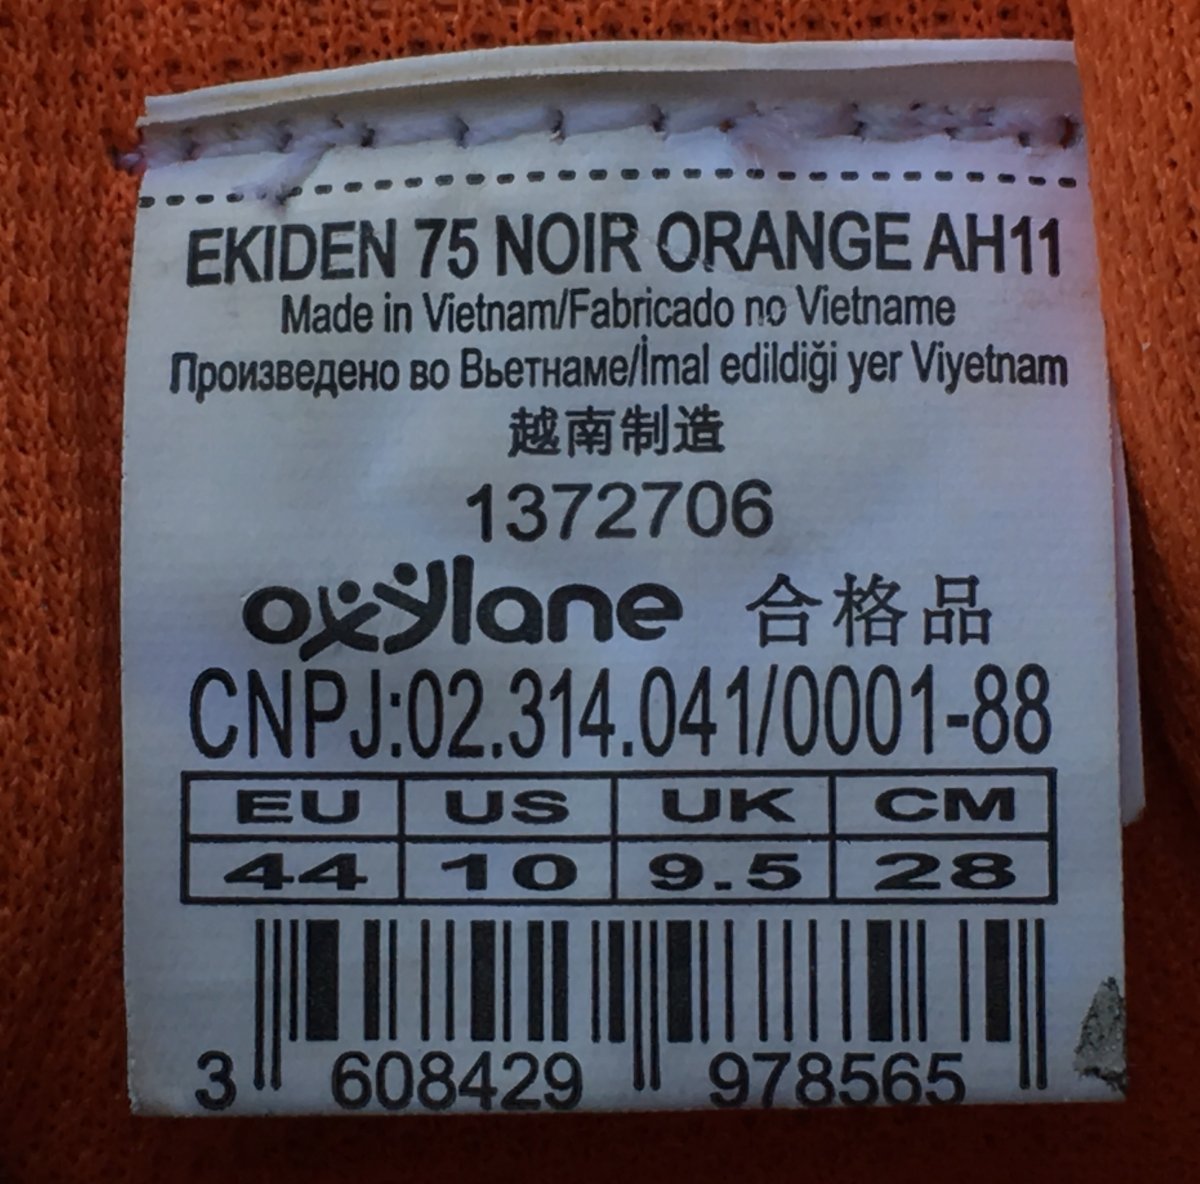 EKIDEN 75 NOIR ORANGE AH11
Made in Vietnam/Fabricado no Vietname
Произведено во Вьетнаме/İmal edildiği yer Viyetnam
越南制造
1372706
oxylane 合格品
CNPJ:02.314.041/0001-88
EU US UK CM
44 10 9.5 28
3 608429 978565